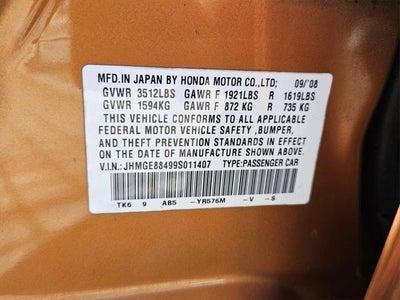 MFD.IN JAPAN BY HONDA MOTOR CO.,LTD; 09/'08
GVWR 3512LBS GAWR F 1921LBS R 1619LBS
GVWR 1594KG GAWR F 872 KG R 735 KG
THIS VEHICLE CONFORMS TO ALL APPLICABLE
FEDERAL MOTOR VEHICLE SAFETY ,BUMPER,
AND THEFT PREVENTION STANDARDS IN EFFECT
ON THE DATE OF MANUFACTURE SHOWN ABOVE.
V.I.N.: JHMGE88499S011407 TYPE:PASSENGER CAR
TK6 9 AB5 -YR576M -V -S